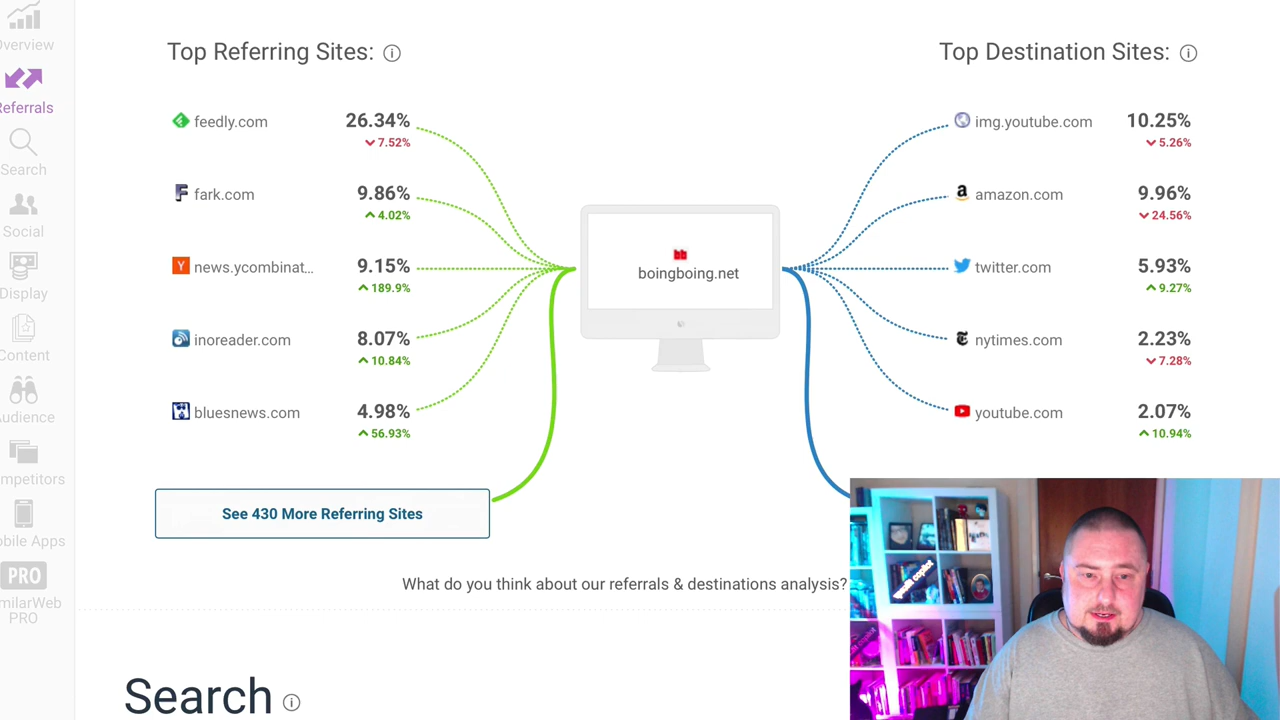 Overview
Referrals
Search
Social
Display
Content
Audience
mpetitors
obile Apps
PRO
milarWeb
PRO
Top Referring Sites:
feedly.com 26.34%
7.52%
fark.com 9.86%
4.02%
Y news.ycombinat... 9.15%
189.9%
inoreader.com 8.07%
10.84%
bluesnews.com 4.98%
56.93%
See 430 More Referring Sites
bb
boingboing.net
Top Destination Sites:
img.youtube.com 10.25%
5.26%
amazon.com 9.96%
24.56%
twitter.com 5.93%
9.27%
nytimes.com 2.23%
7.28%
youtube.com 2.07%
10.94%
What do you think about our referrals & destinations analysis?
Search